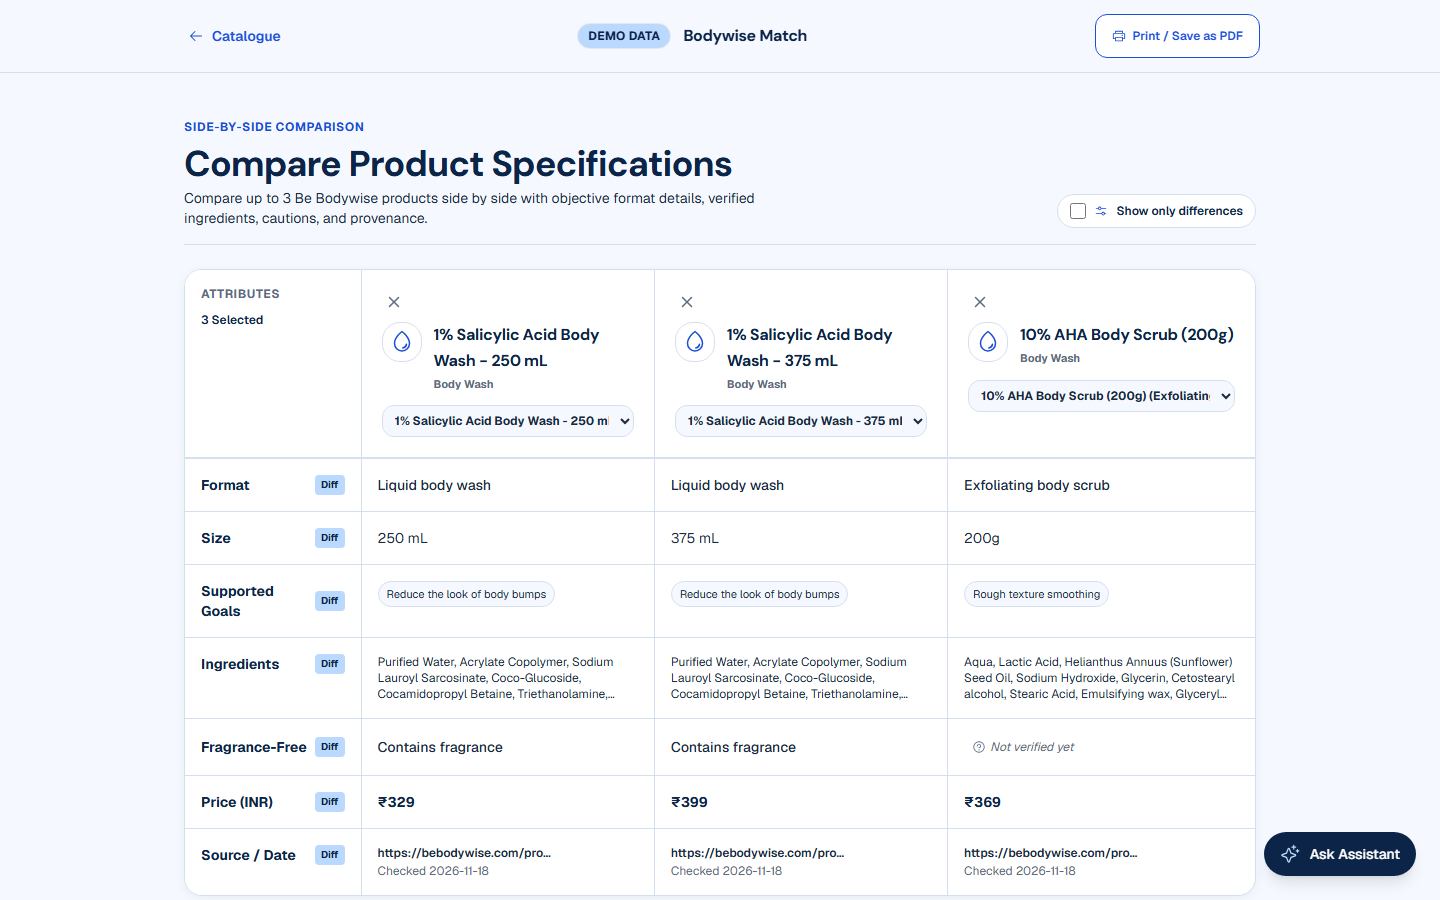 Catalogue
DEMO DATA
Bodywise Match
Print / Save as PDF
SIDE-BY-SIDE COMPARISON
Compare Product Specifications
Compare up to 3 Be Bodywise products side by side with objective format details, verified
ingredients, cautions, and provenance.
Show only differences
ATTRIBUTES
3 Selected
1% Salicylic Acid Body
Wash - 250 mL
Body Wash
1% Salicylic Acid Body Wash - 250 ml
1% Salicylic Acid Body
Wash - 375 mL
Body Wash
1% Salicylic Acid Body Wash - 375 ml
10% AHA Body Scrub (200g)
Body Wash
10% AHA Body Scrub (200g) (Exfoliating
Format
Diff
Liquid body wash
Liquid body wash
Exfoliating body scrub
Size
Diff
250 mL
375 mL
200g
Supported
Goals
Diff
Reduce the look of body bumps
Reduce the look of body bumps
Rough texture smoothing
Ingredients
Diff
Purified Water, Acrylate Copolymer, Sodium
Lauroyl Sarcosinate, Coco-Glucoside,
Cocamidopropyl Betaine, Triethanolamine,...
Purified Water, Acrylate Copolymer, Sodium
Lauroyl Sarcosinate, Coco-Glucoside,
Cocamidopropyl Betaine, Triethanolamine,...
Aqua, Lactic Acid, Helianthus Annuus (Sunflower)
Seed Oil, Sodium Hydroxide, Glycerin, Cetostearyl
alcohol, Stearic Acid, Emulsifying wax, Glyceryl...
Fragrance-Free
Diff
Contains fragrance
Contains fragrance
Not verified yet
Price (INR)
Diff
₹329
₹399
₹369
Source / Date
Diff
https://bebodywise.com/pro...
Checked 2026-11-18
https://bebodywise.com/pro...
Checked 2026-11-18
https://bebodywise.com/pro...
Checked 2026-11-18
Ask Assistant